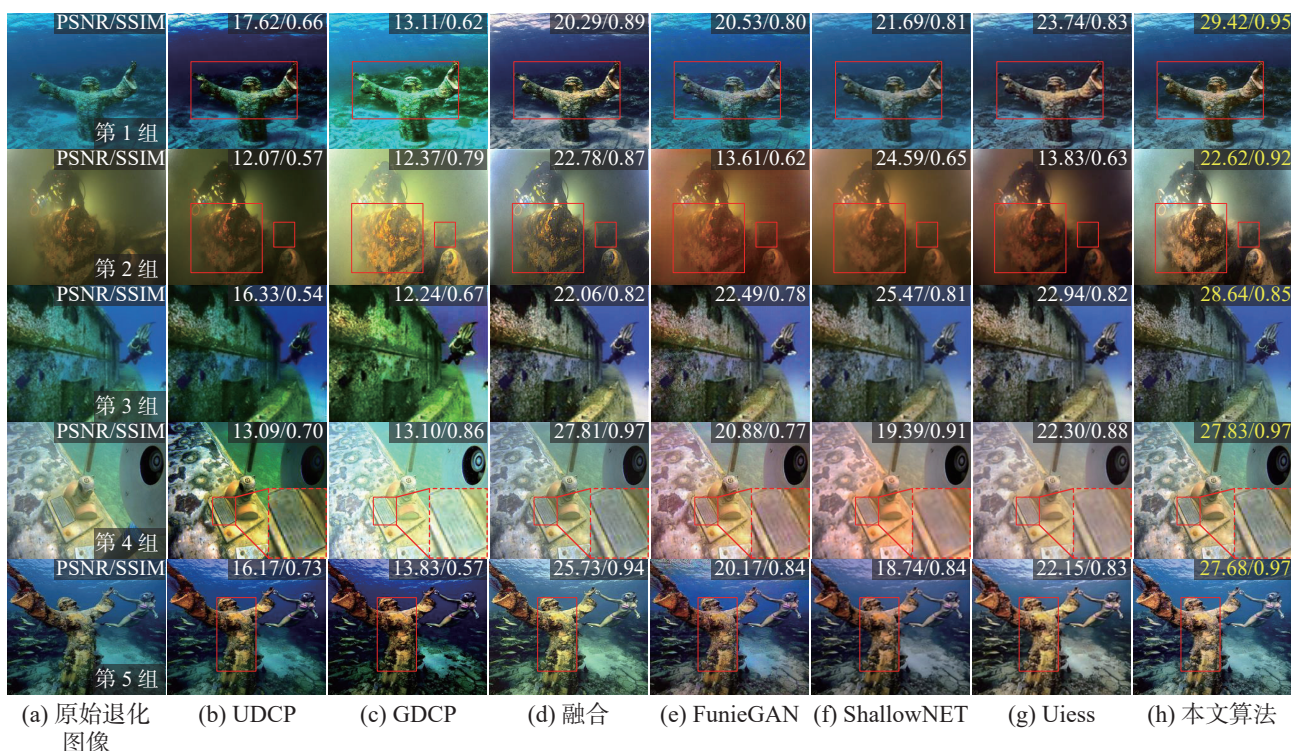 PSNR/SSIM 17.62/0.66 13.11/0.62 20.29/0.89 20.53/0.80 21.69/0.81 23.74/0.83 29.42/0.95
第 1 组
PSNR/SSIM 12.07/0.57 12.37/0.79 22.78/0.87 13.61/0.62 24.59/0.65 13.83/0.63 22.62/0.92
第 2 组
PSNR/SSIM 16.33/0.54 12.24/0.67 22.06/0.82 22.49/0.78 25.47/0.81 22.94/0.82 28.64/0.85
第 3 组
PSNR/SSIM 13.09/0.70 13.10/0.86 27.81/0.97 20.88/0.77 19.39/0.91 22.30/0.88 27.83/0.97
第 4 组
PSNR/SSIM 16.17/0.73 13.83/0.57 25.73/0.94 20.17/0.84 18.74/0.84 22.15/0.83 27.68/0.97
第 5 组
(a) 原始退化 (b) UDCP (c) GDCP (d) 融合 (e) FunieGAN (f) ShallowNET (g) Uiess (h) 本文算法
图像